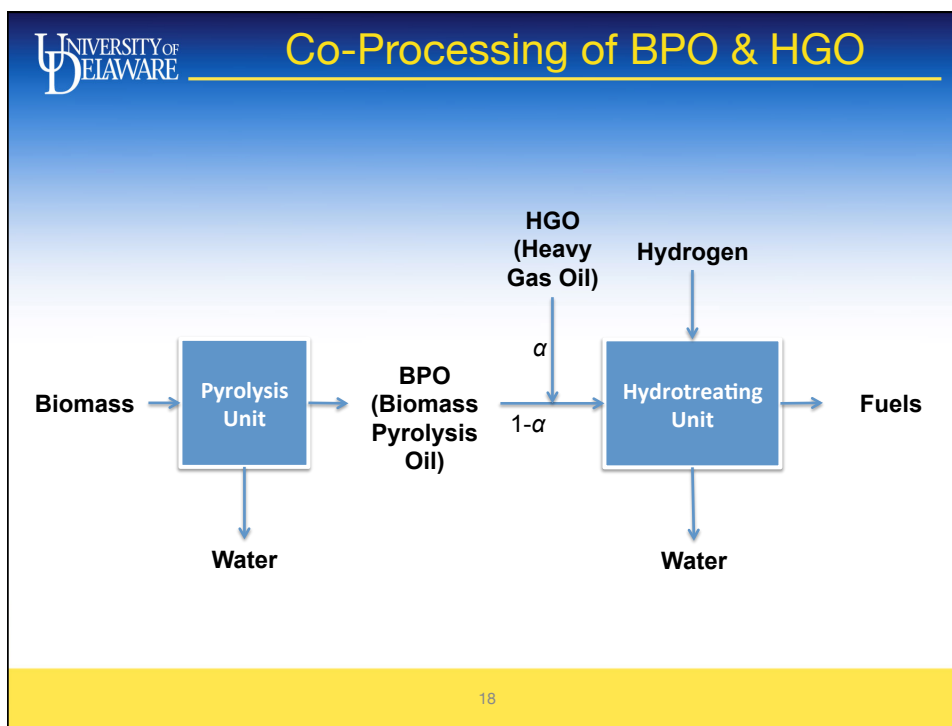 UNIVERSITY OF
DELAWARE
Co-Processing of BPO & HGO
HGO
(Heavy
Gas Oil)
Hydrogen
α
Biomass
Pyrolysis
Unit
BPO
(Biomass
Pyrolysis
Oil)
1-α
Hydrotreating
Unit
Fuels
Water
Water
18